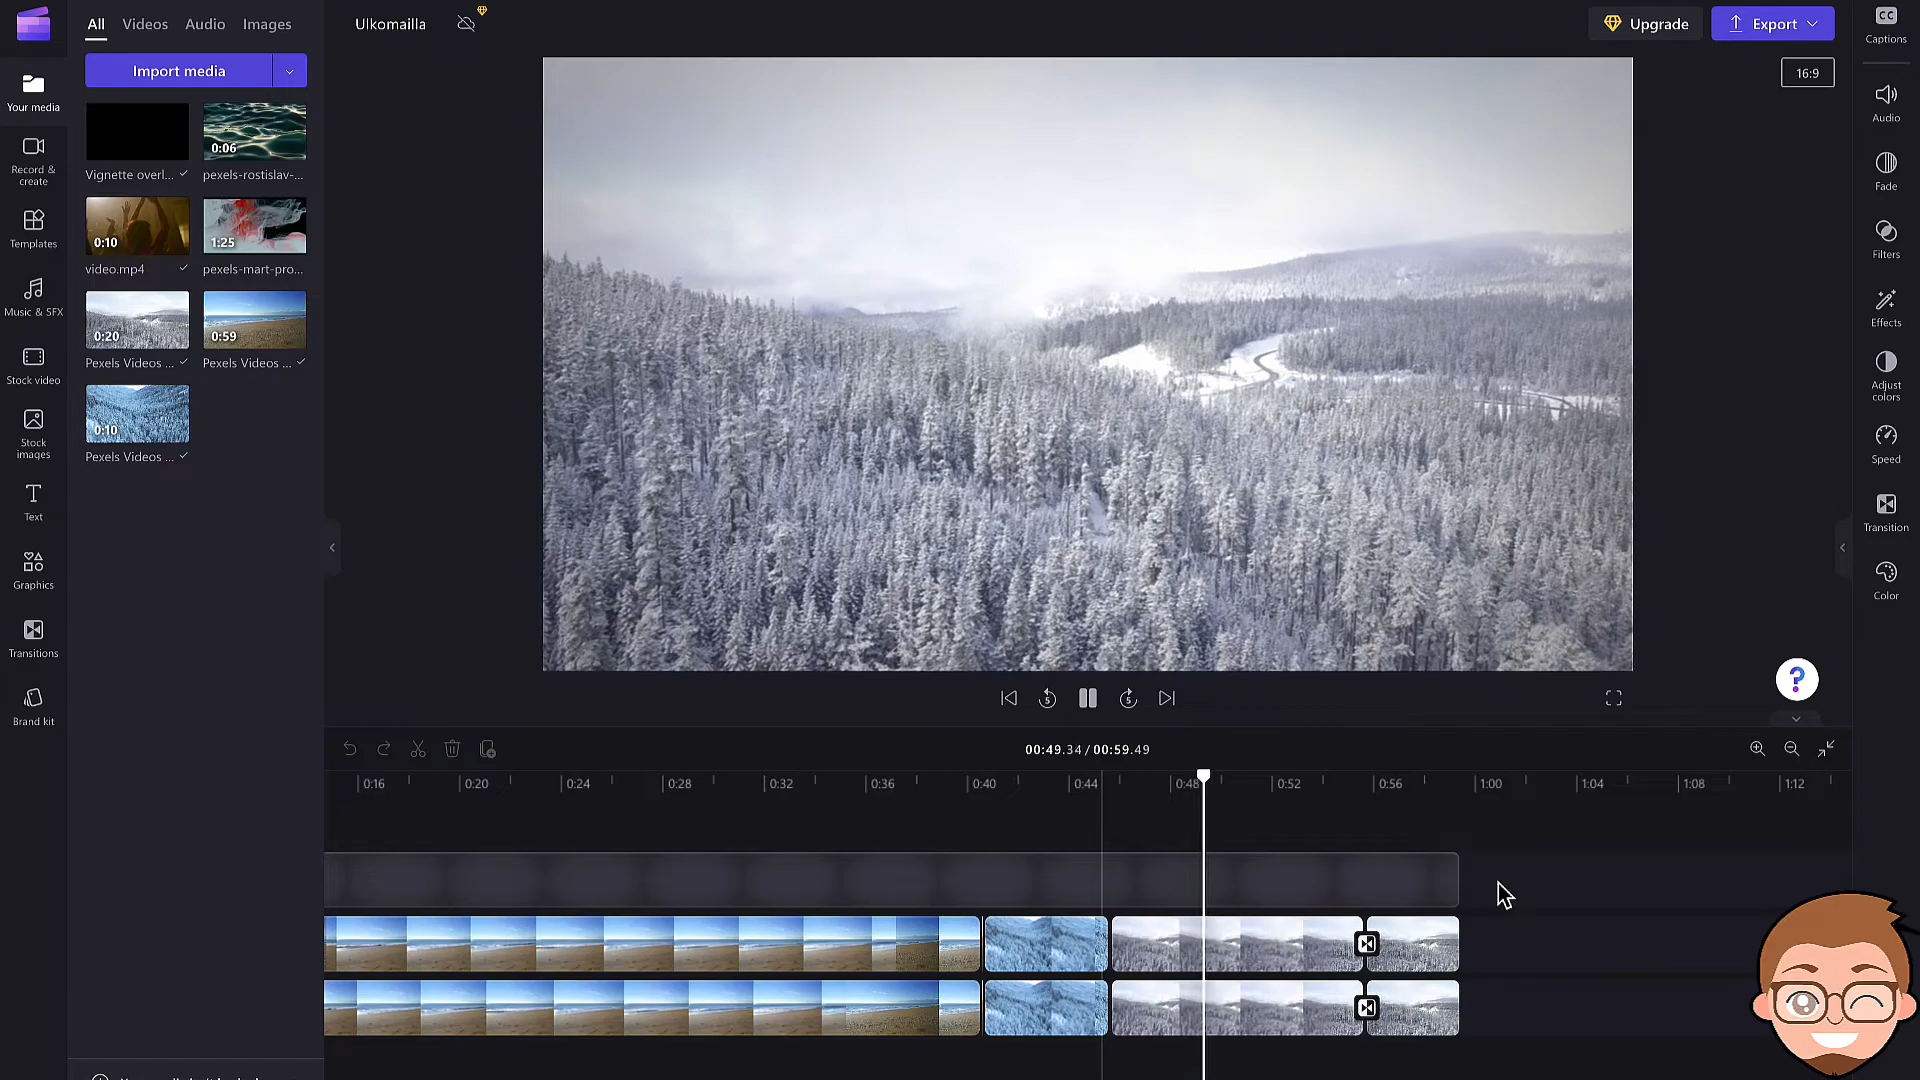 All Videos Audio Images
Ulkomailla
Upgrade
Export
CC
Captions
Import media
16:9
Your media
Record &
create
Templates
Music & SFX
Stock video
Stock
images
Text
Graphics
Transitions
Brand kit
0:06
Vignette overl... pexels-rostislav-...
0:10 1:25
video.mp4 pexels-mart-pro...
0:20 0:59
Pexels Videos ... Pexels Videos ...
0:10
Pexels Videos ...
Audio
Fade
Filters
Effects
Adjust
colors
Speed
Transition
Color
5 5
?
00:49.34 / 00:59.49
0:16 0:20 0:24 0:28 0:32 0:36 0:40 0:44 0:48 0:52 0:56 1:00 1:04 1:08 1:12